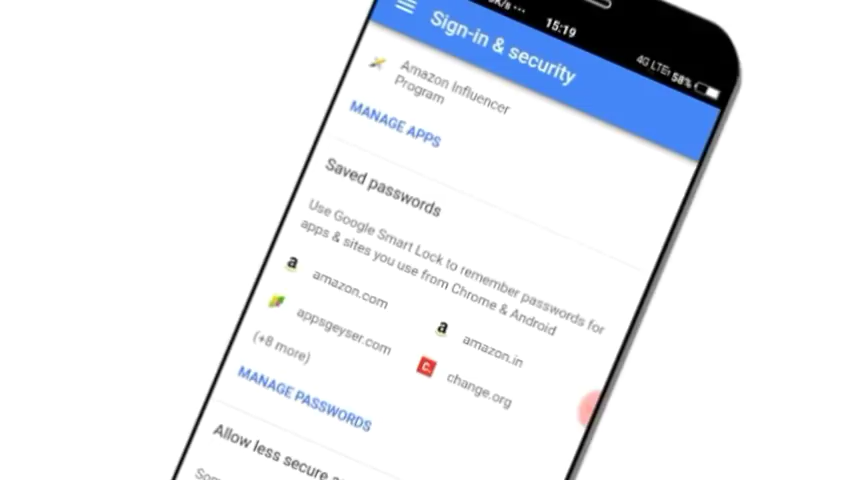 15:19
4G LTE 58%
Sign-in & security
Amazon Influencer
Program
MANAGE APPS
Saved passwords
Use Google Smart Lock to remember passwords for
apps & sites you use from Chrome & Android
a amazon.com
a amazon.in
appsgeyser.com
C. change.org
(+8 more)
MANAGE PASSWORDS
Allow less secure